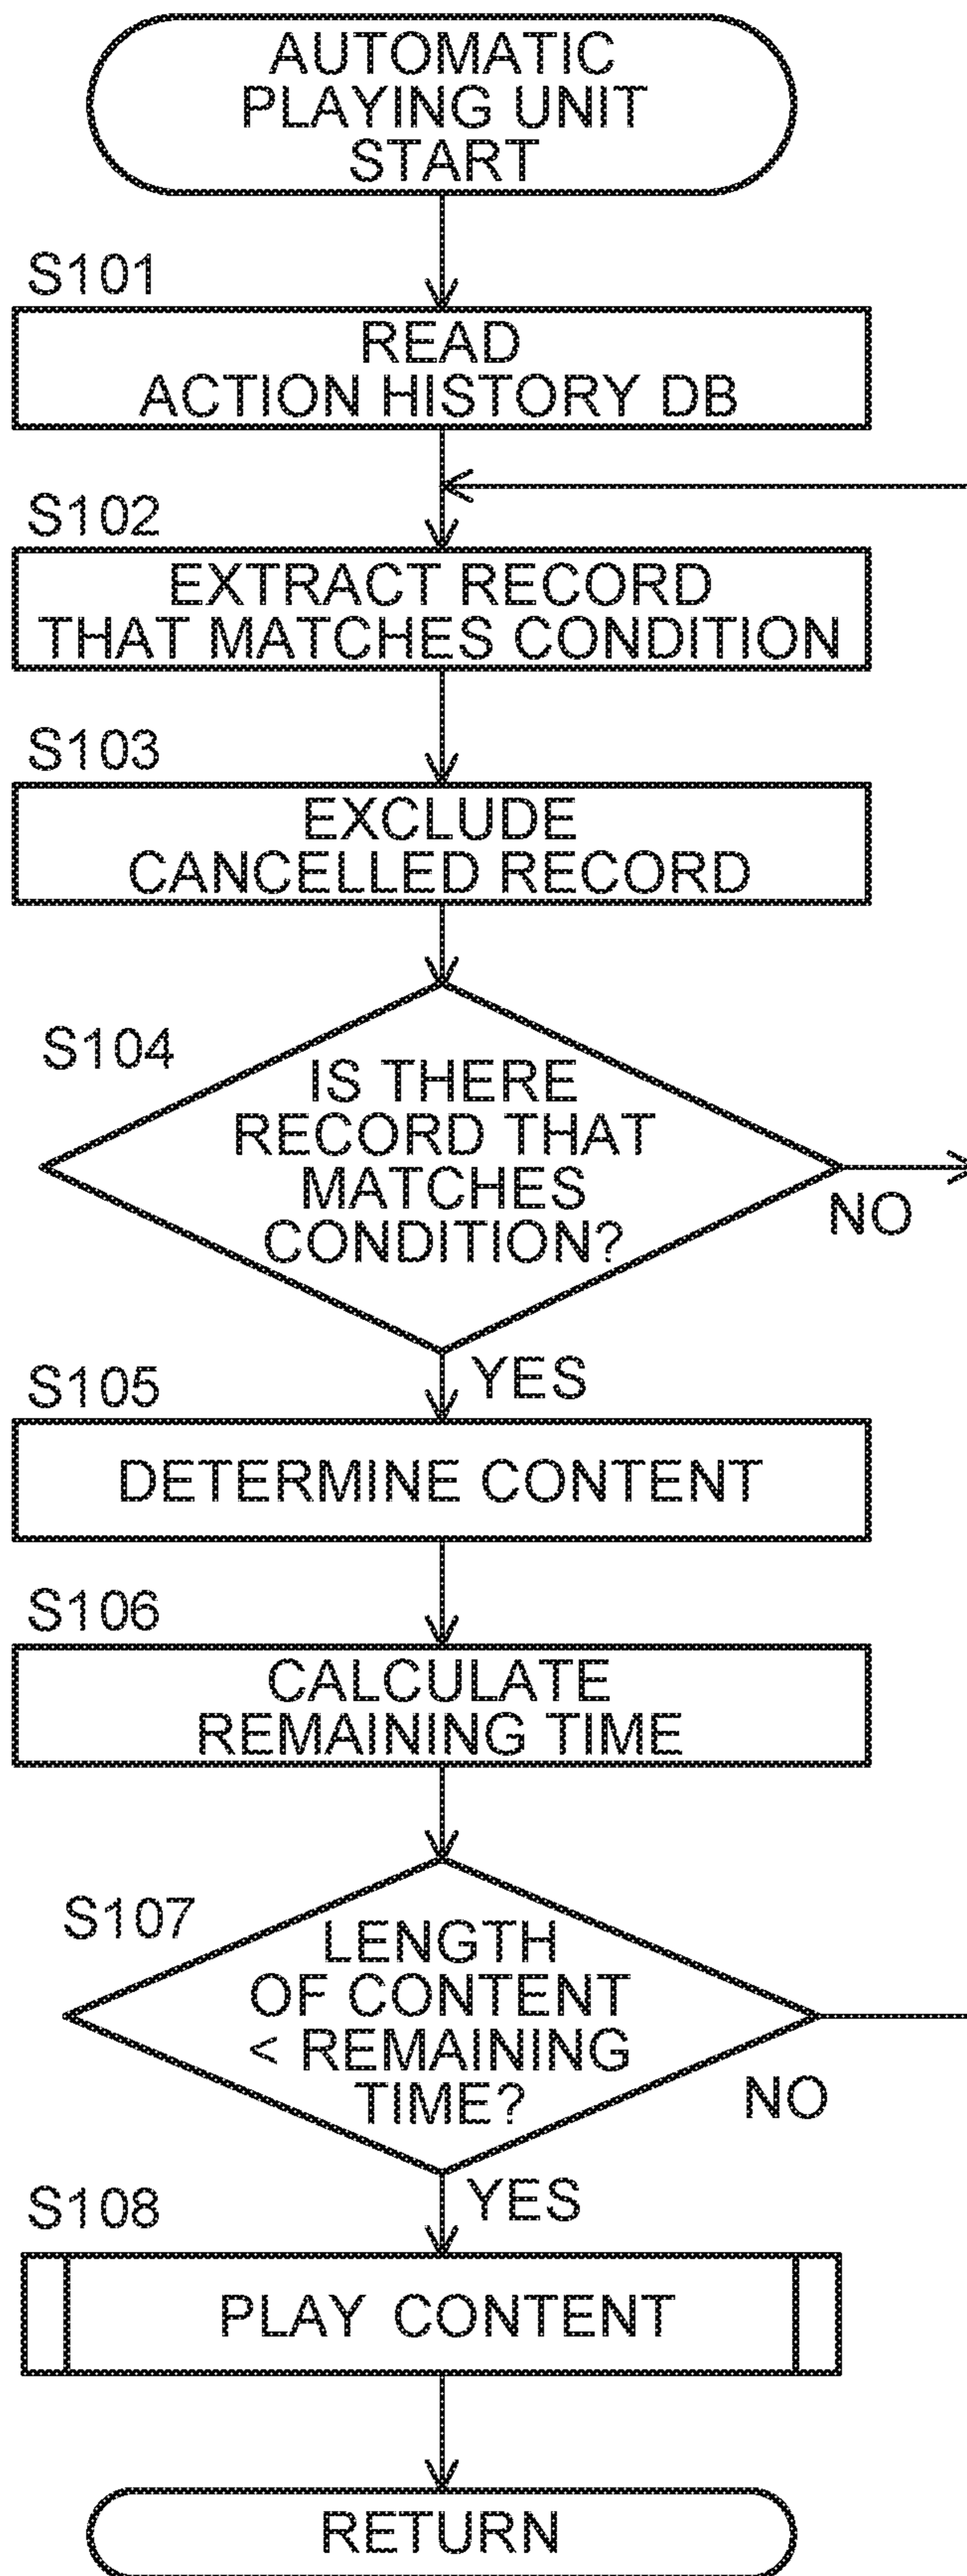 AUTOMATIC
PLAYING UNIT
START
S101
READ
ACTION HISTORY DB
S102
EXTRACT RECORD
THAT MATCHES CONDITION
S103
EXCLUDE
CANCELLED RECORD
S104
IS THERE
RECORD THAT
MATCHES
CONDITION?
NO
YES
S105
DETERMINE CONTENT
S106
CALCULATE
REMAINING TIME
S107
LENGTH
OF CONTENT
< REMAINING
TIME?
NO
YES
S108
PLAY CONTENT
RETURN